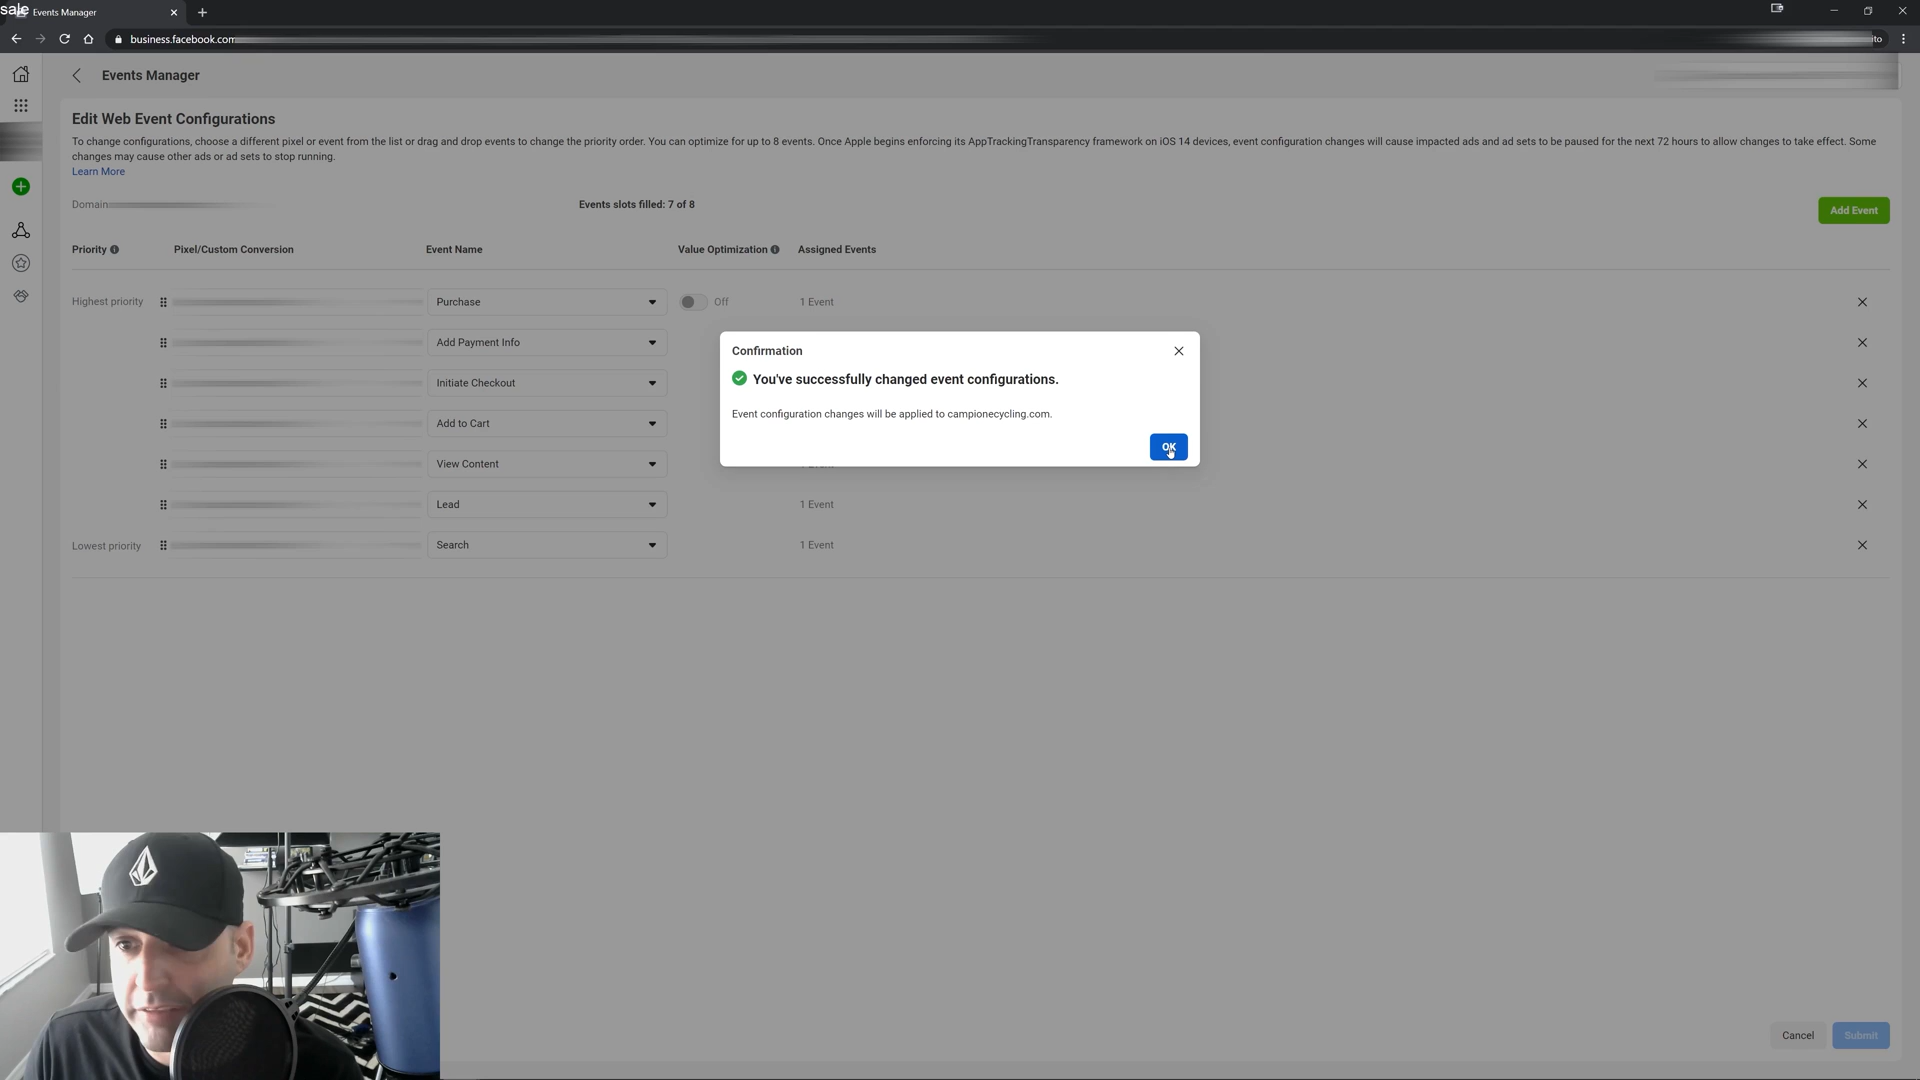 sale
Events Manager
business.facebook.com
ito
Events Manager
Edit Web Event Configurations
To change configurations, choose a different pixel or event from the list or drag and drop events to change the priority order. You can optimize for up to 8 events. Once Apple begins enforcing its AppTrackingTransparency framework on iOS 14 devices, event configuration changes will cause impacted ads and ad sets to be paused for the next 72 hours to allow changes to take effect. Some
changes may cause other ads or ad sets to stop running.
Learn More
Domain: Events slots filled: 7 of 8
Add Event
Priority Pixel/Custom Conversion Event Name Value Optimization Assigned Events
Highest priority Purchase Off 1 Event
Add Payment Info
Initiate Checkout
Add to Cart
View Content
Lead 1 Event
Lowest priority Search 1 Event
Confirmation
You've successfully changed event configurations.
Event configuration changes will be applied to campionecycling.com.
OK
Cancel Submit